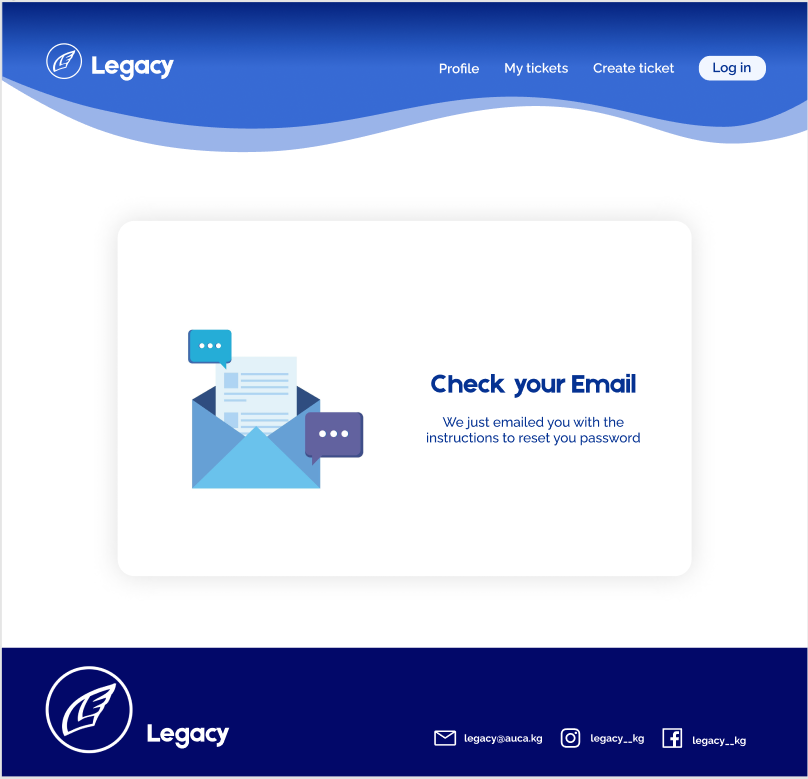 Legacy
Profile
My tickets
Create ticket
Log in
Check your Email
We just emailed you with the
instructions to reset you password
Legacy
legacy@auca.kg
legacy__kg
legacy__kg